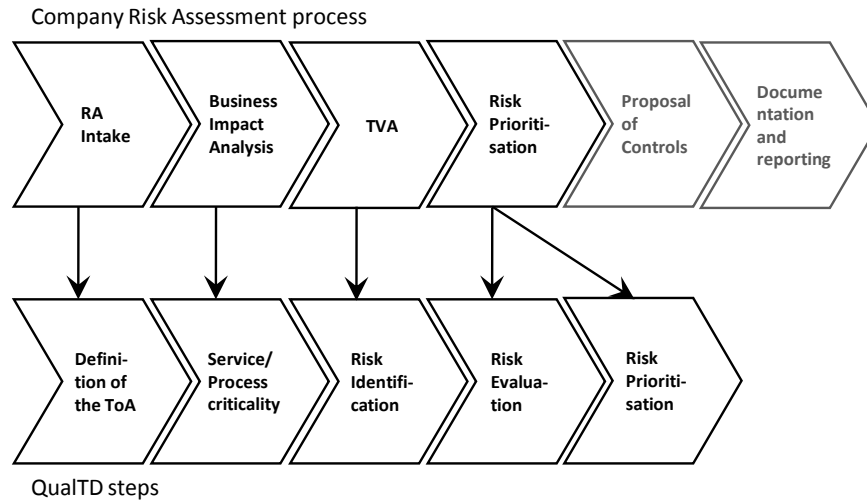 Company Risk Assessment process
RA
Intake
Business
Impact
Analysis
TVA
Risk
Prioriti-
sation
Proposal
of
Controls
Docume
ntation
and
reporting
Defini-
tion of
the ToA
Service/
Process
criticality
Risk
Identifi-
cation
Risk
Evalua-
tion
Risk
Prioriti-
sation
QualTD steps